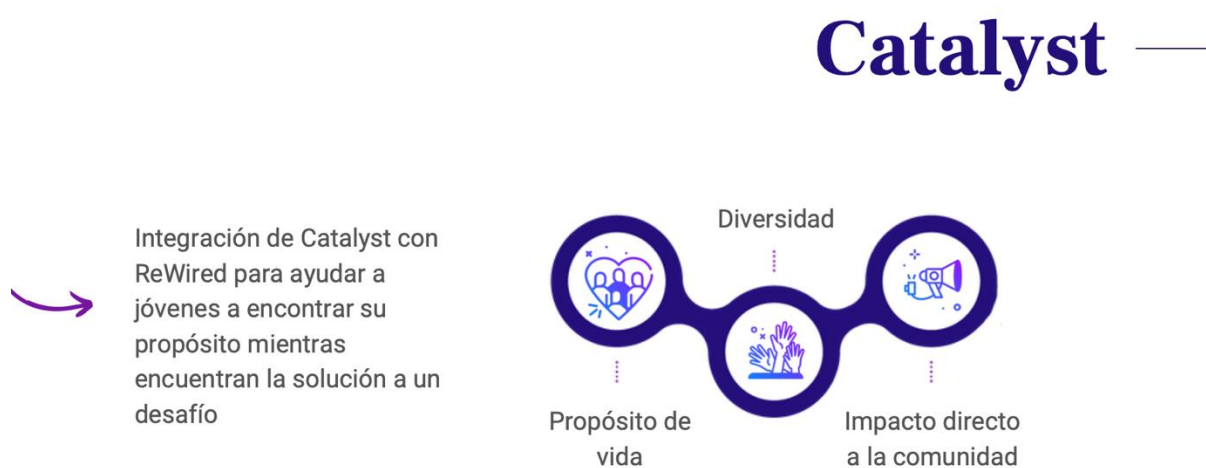 Catalyst
Integración de Catalyst con
ReWired para ayudar a
jóvenes a encontrar su
propósito mientras
encuentran la solución a un
desafío
Diversidad
Propósito de
vida
Impacto directo
a la comunidad